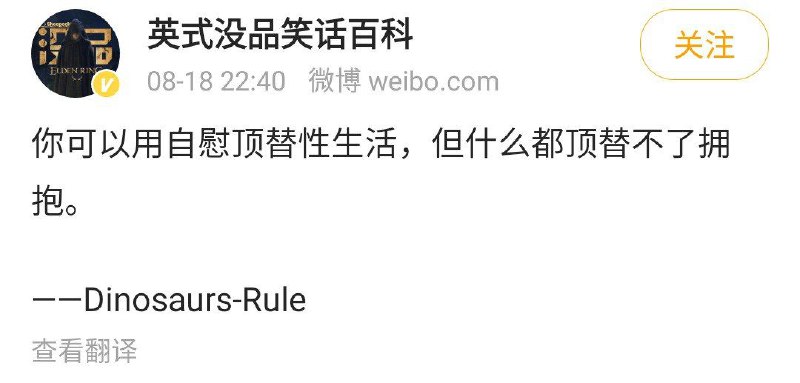 英式没品笑话百科
08-18 22:40 微博 weibo.com
关注
你可以用自慰顶替性生活，但什么都顶替不了拥
抱。
——Dinosaurs-Rule
查看翻译
ELDEN RING